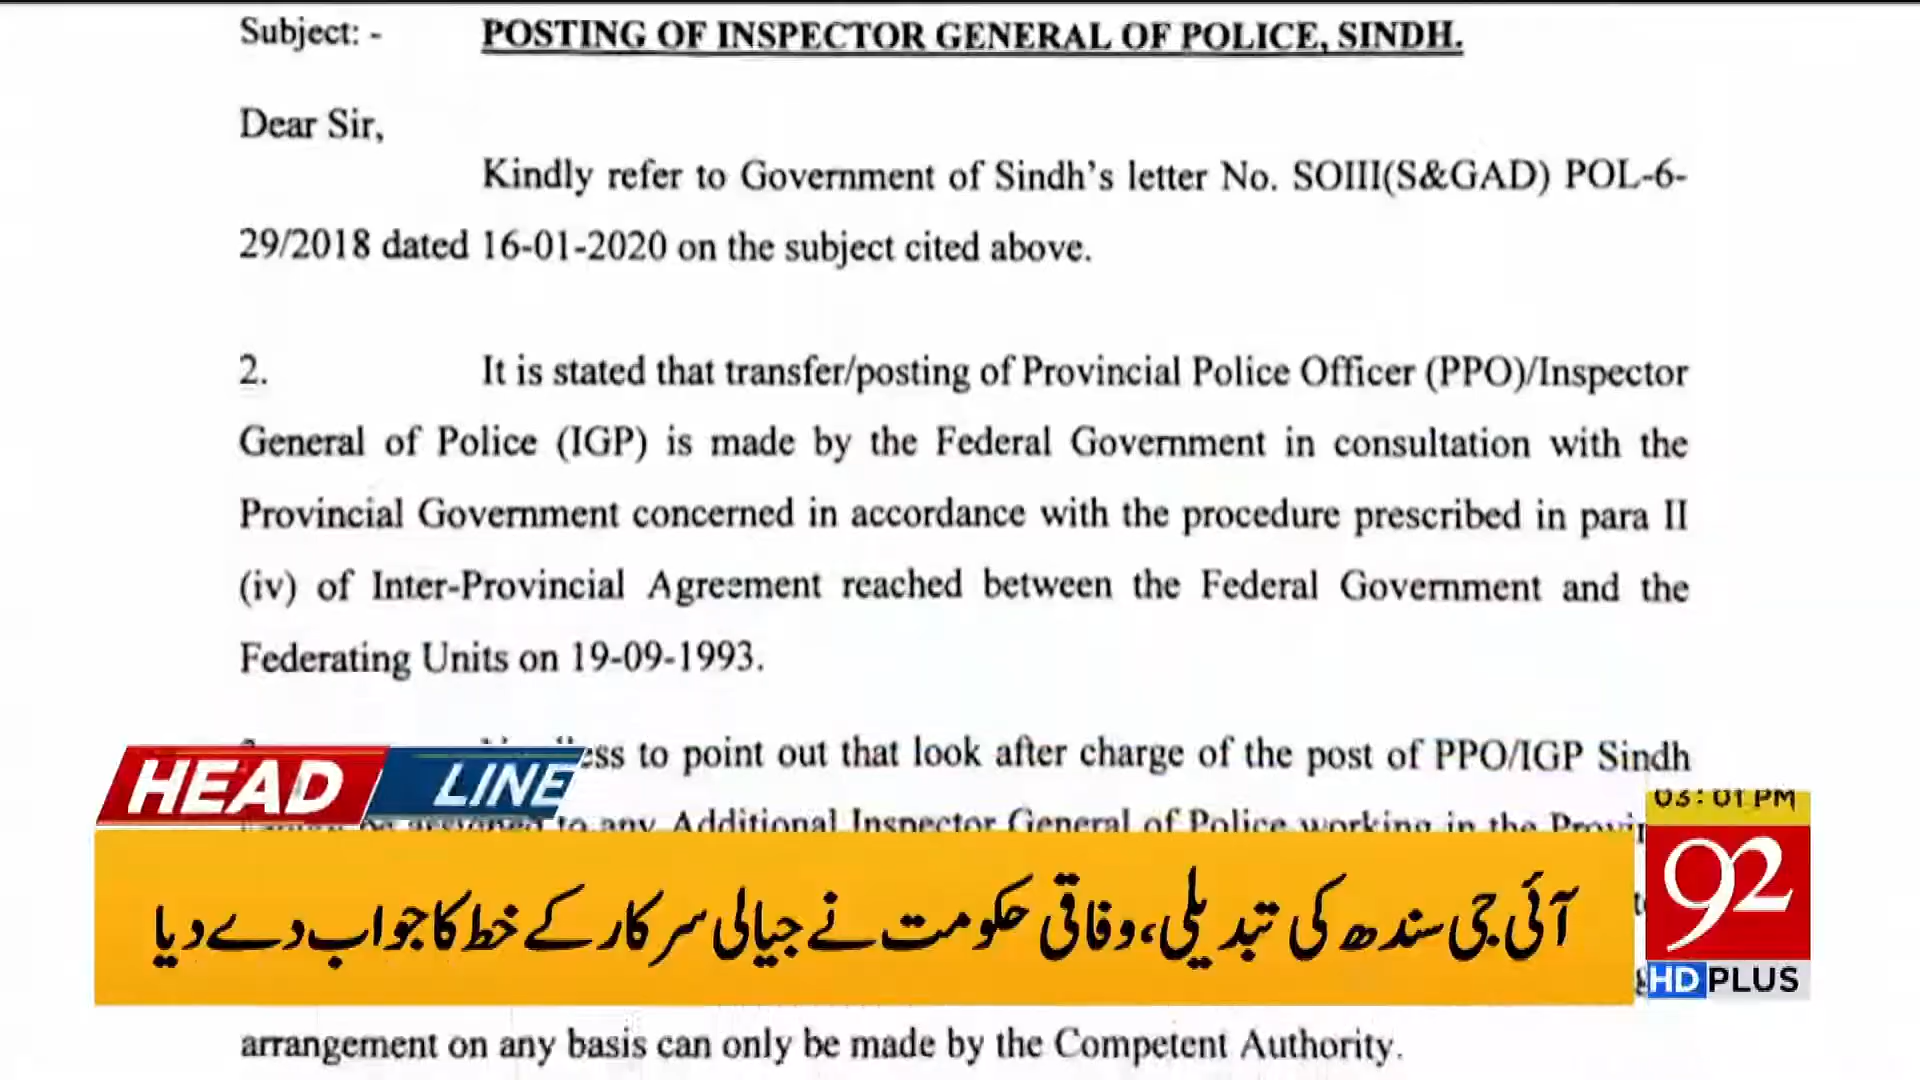 Subject: - POSTING OF INSPECTOR GENERAL OF POLICE, SINDH.
Dear Sir,
Kindly refer to Government of Sindh's letter No. SOIII(S&GAD) POL-6-
29/2018 dated 16-01-2020 on the subject cited above.
2. It is stated that transfer/posting of Provincial Police Officer (PPO)/Inspector
General of Police (IGP) is made by the Federal Government in consultation with the
Provincial Government concerned in accordance with the procedure prescribed in para II
(iv) of Inter-Provincial Agreement reached between the Federal Government and the
Federating Units on 19-09-1993.
to point out that look after charge of the post of PPO/IGP Sindh
to any Additional Inspector General of Police working in the
HEAD LINE
03:01 PM
آئی جی سندھ کی تبدیلی، وفاقی حکومت نے جیالی سرکار کے خط کا جواب دے دیا
92
HD PLUS
arrangement on any basis can only be made by the Competent Authority.